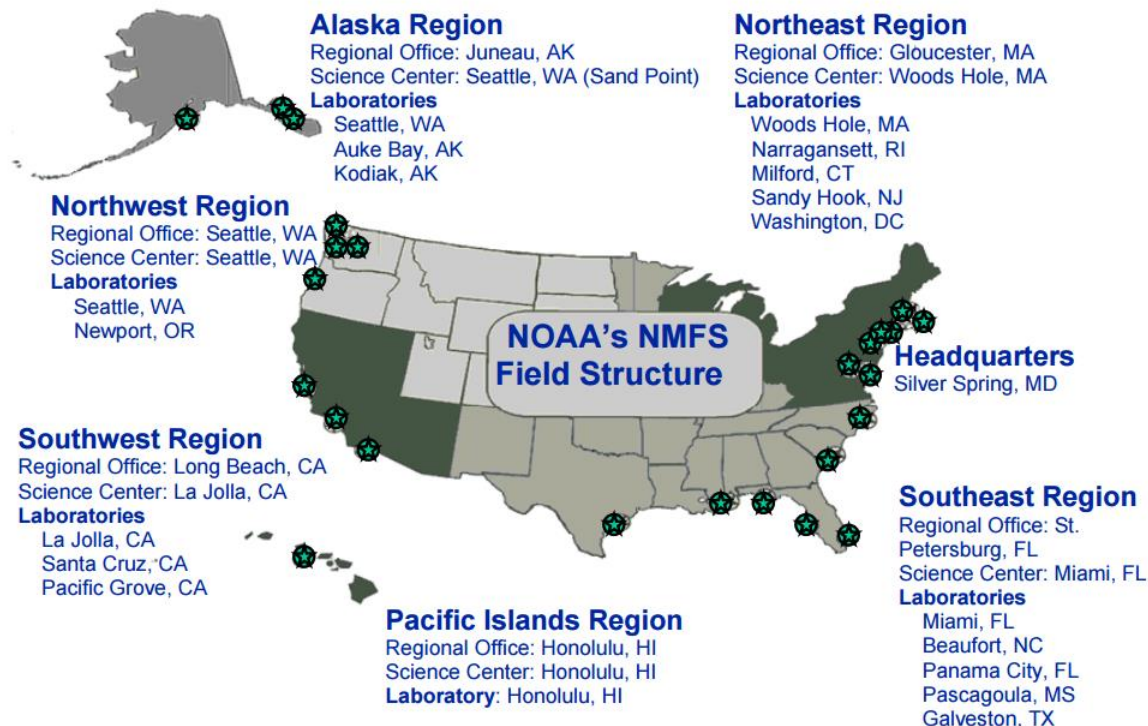 Alaska Region
Regional Office: Juneau, AK
Science Center: Seattle, WA (Sand Point)
Laboratories
Seattle, WA
Auke Bay, AK
Kodiak, AK
Northeast Region
Regional Office: Gloucester, MA
Science Center: Woods Hole, MA
Laboratories
Woods Hole, MA
Narragansett, RI
Milford, CT
Sandy Hook, NJ
Washington, DC
Northwest Region
Regional Office: Seattle, WA
Science Center: Seattle, WA
Laboratories
Seattle, WA
Newport, OR
NOAA's NMFS
Field Structure
Headquarters
Silver Spring, MD
Southwest Region
Regional Office: Long Beach, CA
Science Center: La Jolla, CA
Laboratories
La Jolla, CA
Santa Cruz, CA
Pacific Grove, CA
Southeast Region
Regional Office: St.
Petersburg, FL
Science Center: Miami, FL
Laboratories
Miami, FL
Beaufort, NC
Panama City, FL
Pascagoula, MS
Galveston, TX
Pacific Islands Region
Regional Office: Honolulu, HI
Science Center: Honolulu, HI
Laboratory: Honolulu, HI